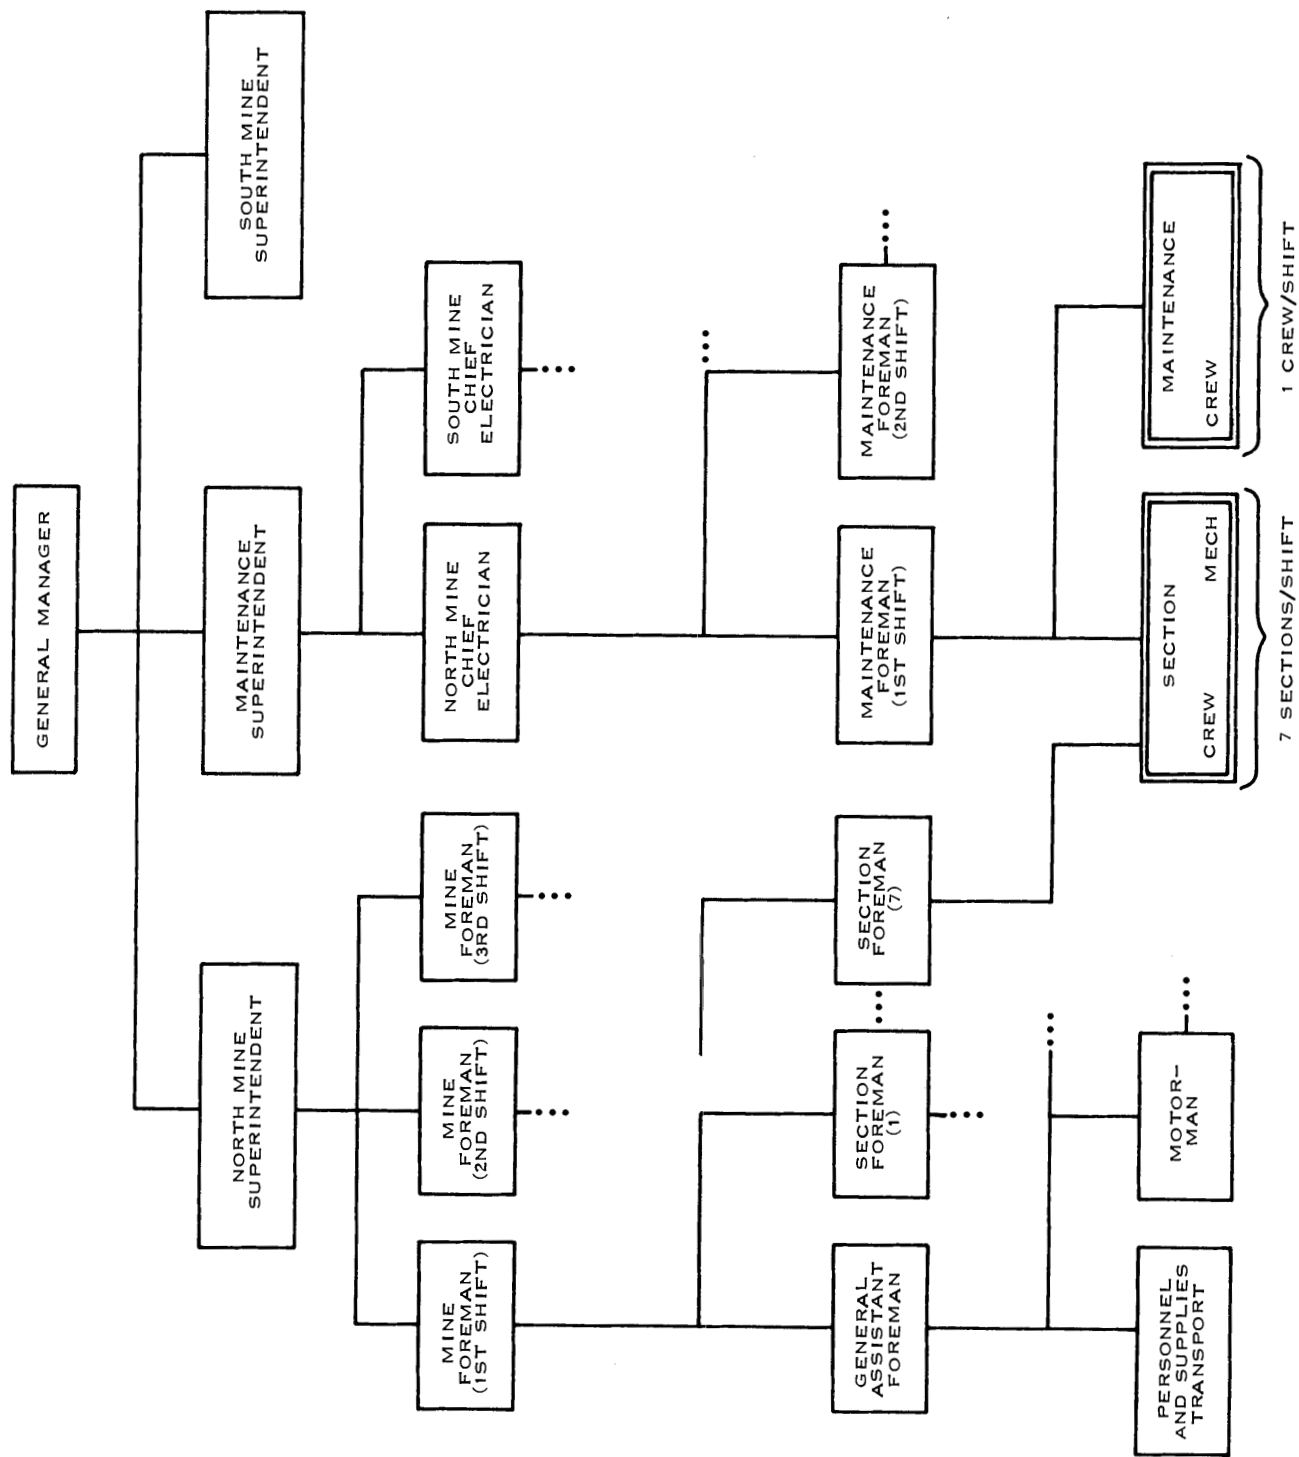 GENERAL MANAGER
NORTH MINE
SUPERINTENDENT
MAINTENANCE
SUPERINTENDENT
SOUTH MINE
SUPERINTENDENT
MINE
FOREMAN
(1ST SHIFT)
MINE
FOREMAN
(2ND SHIFT)
MINE
FOREMAN
(3RD SHIFT)
NORTH MINE
CHIEF
ELECTRICIAN
SOUTH MINE
CHIEF
ELECTRICIAN
GENERAL
ASSISTANT
FOREMAN
SECTION
FOREMAN
(1)
SECTION
FOREMAN
(7)
MAINTENANCE
FOREMAN
(1ST SHIFT)
MAINTENANCE
FOREMAN
(2ND SHIFT)
PERSONNEL
AND SUPPLIES
TRANSPORT
MOTOR-
MAN
SECTION
CREW MECH
MAINTENANCE
CREW
7 SECTIONS/SHIFT
1 CREW/SHIFT